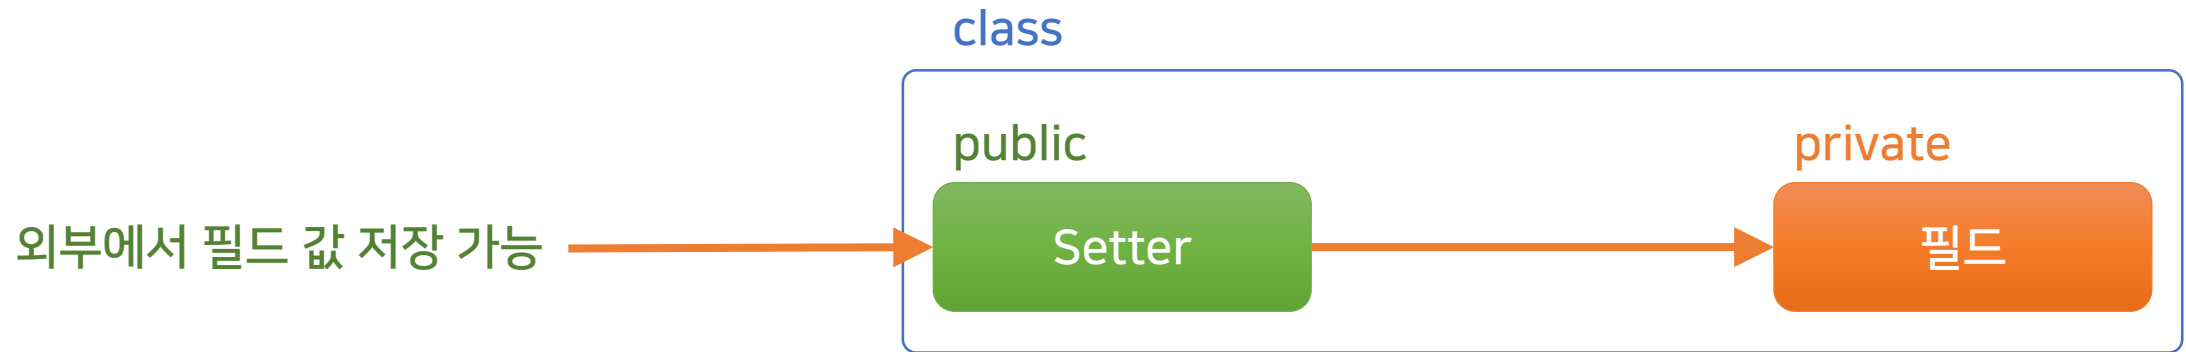 class
public
private
외부에서 필드 값 저장 가능
Setter
필드